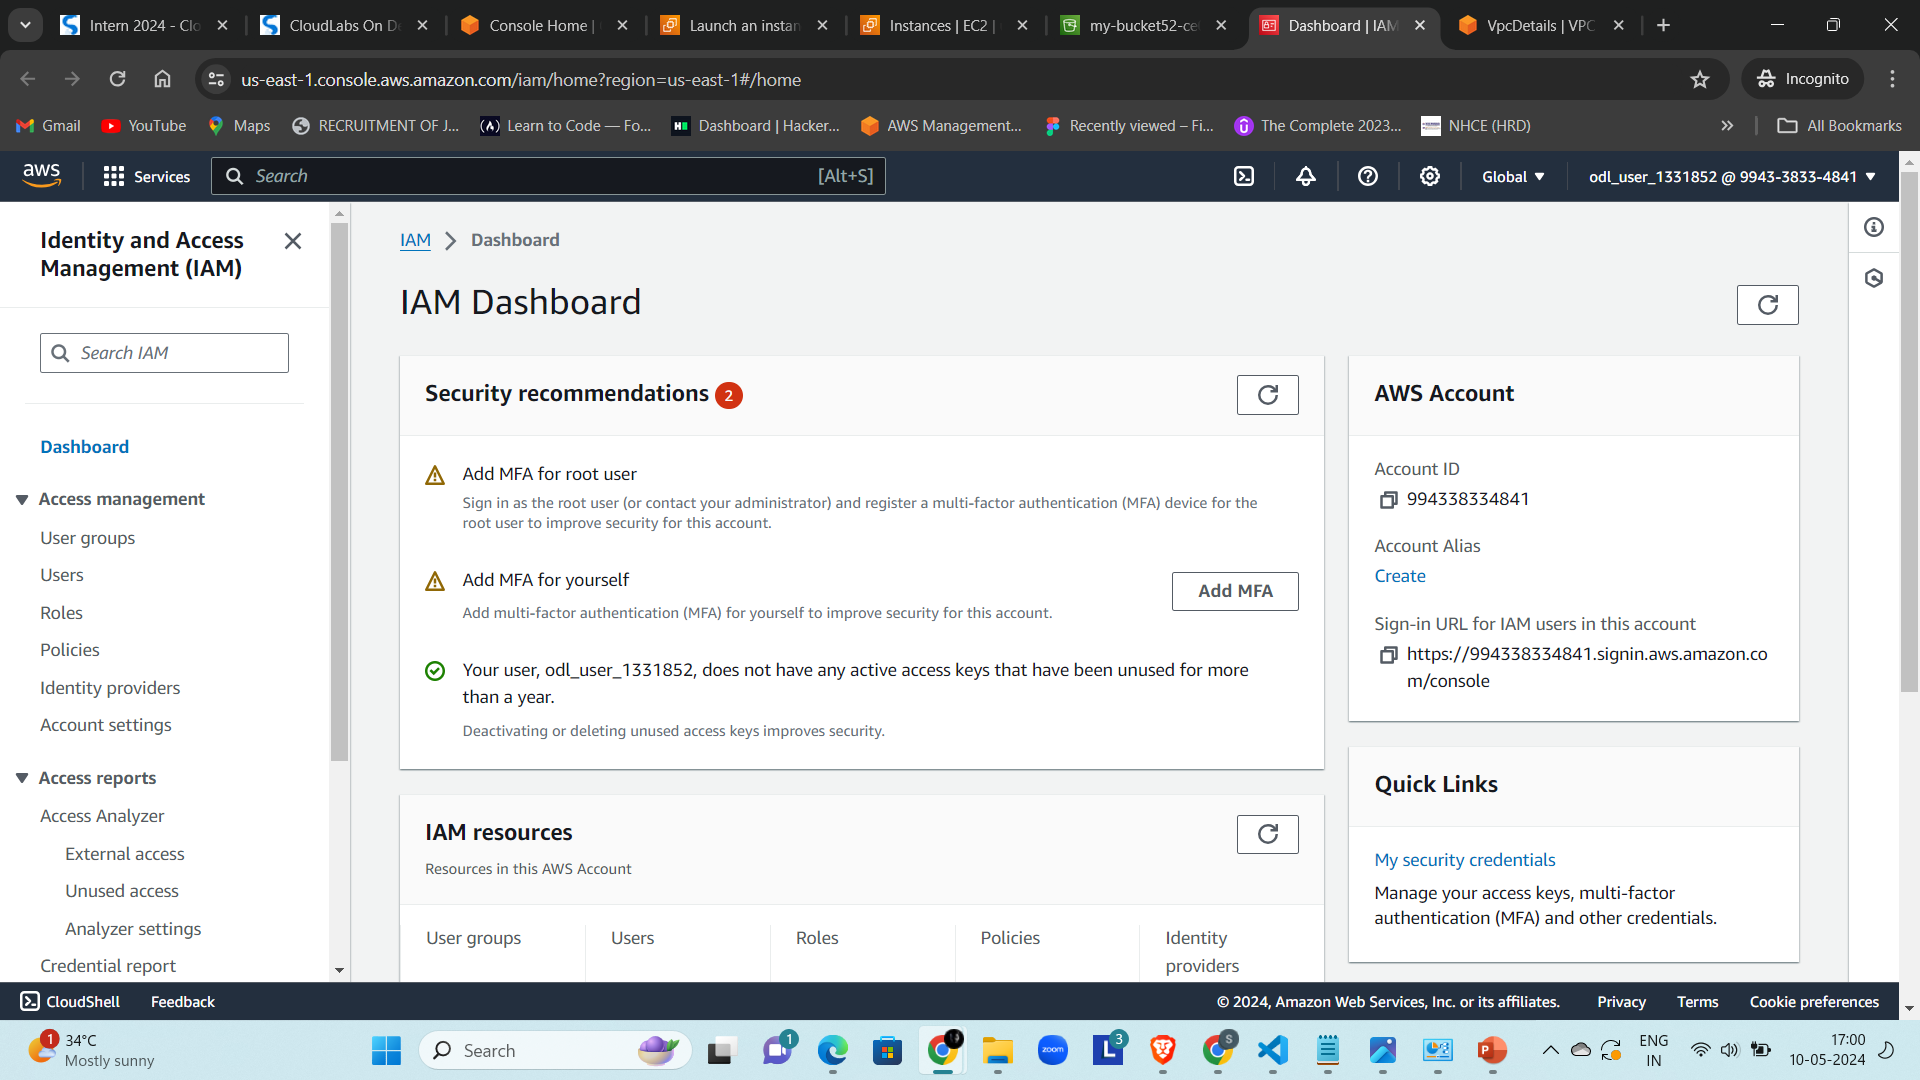 Intern 2024 - Clo
CloudLabs On De
Console Home |
Launch an instan
Instances | EC2 |
my-bucket52-ce
Dashboard | IAM
VpcDetails | VPC
us-east-1.console.aws.amazon.com/iam/home?region=us-east-1#/home
Incognito
Gmail
YouTube
Maps
RECRUITMENT OF J...
Learn to Code — Fo...
Dashboard | Hacker...
AWS Management...
Recently viewed – Fi...
The Complete 2023...
NHCE (HRD)
All Bookmarks
aws
Services
Search
[Alt+S]
Global
odl_user_1331852 @ 9943-3833-4841
Identity and Access
Management (IAM)
Search IAM
Dashboard
Access management
User groups
Users
Roles
Policies
Identity providers
Account settings
Access reports
Access Analyzer
External access
Unused access
Analyzer settings
Credential report
IAM
Dashboard
IAM Dashboard
Security recommendations 2
Add MFA for root user
Sign in as the root user (or contact your administrator) and register a multi-factor authentication (MFA) device for the
root user to improve security for this account.
Add MFA for yourself
Add multi-factor authentication (MFA) for yourself to improve security for this account.
Add MFA
Your user, odl_user_1331852, does not have any active access keys that have been unused for more
than a year.
Deactivating or deleting unused access keys improves security.
IAM resources
Resources in this AWS Account
User groups
Users
Roles
Policies
Identity
providers
AWS Account
Account ID
994338334841
Account Alias
Create
Sign-in URL for IAM users in this account
https://994338334841.signin.aws.amazon.co
m/console
Quick Links
My security credentials
Manage your access keys, multi-factor
authentication (MFA) and other credentials.
CloudShell
Feedback
© 2024, Amazon Web Services, Inc. or its affiliates.
Privacy
Terms
Cookie preferences
1
34°C
Mostly sunny
Search
1
zoom
L
3
S
P
ENG
IN
17:00
10-05-2024